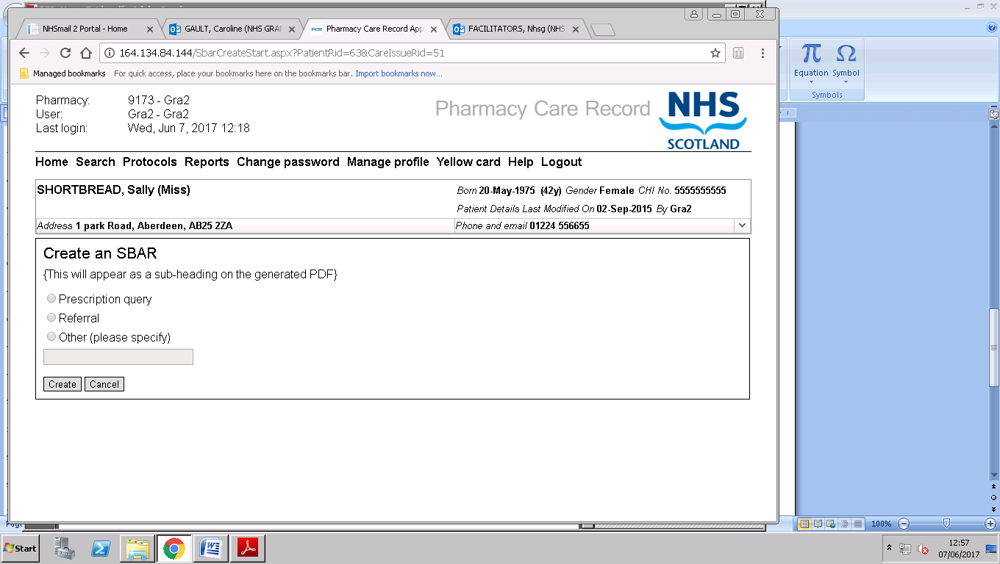 NHSmail 2 Portal - Home
GAULT, Caroline (NHS GRAN
Pharmacy Care Record App
FACILITATORS, Nhsg (NHS
164.134.84.144/SbarCreateStart.aspx?PatientRid=63&CareIssueRid=51
Managed bookmarks For quick access, place your bookmarks here on the bookmarks bar. Import bookmarks now...
Pharmacy: 9173 - Gra2
User: Gra2 - Gra2
Last login: Wed, Jun 7, 2017 12:18
Pharmacy Care Record
NHS
SCOTLAND
Home Search Protocols Reports Change password Manage profile Yellow card Help Logout
SHORTBREAD, Sally (Miss)
Born 20-May-1975 (42y) Gender Female CHI No. 5555555555
Patient Details Last Modified On 02-Sep-2015 By Gra2
Address 1 park Road, Aberdeen, AB25 2ZA
Phone and email 01224 556655
Create an SBAR
{This will appear as a sub-heading on the generated PDF}
Prescription query
Referral
Other (please specify)
Create Cancel
Equation Symbol
Symbols
100%
Start
12:57
07/06/2017